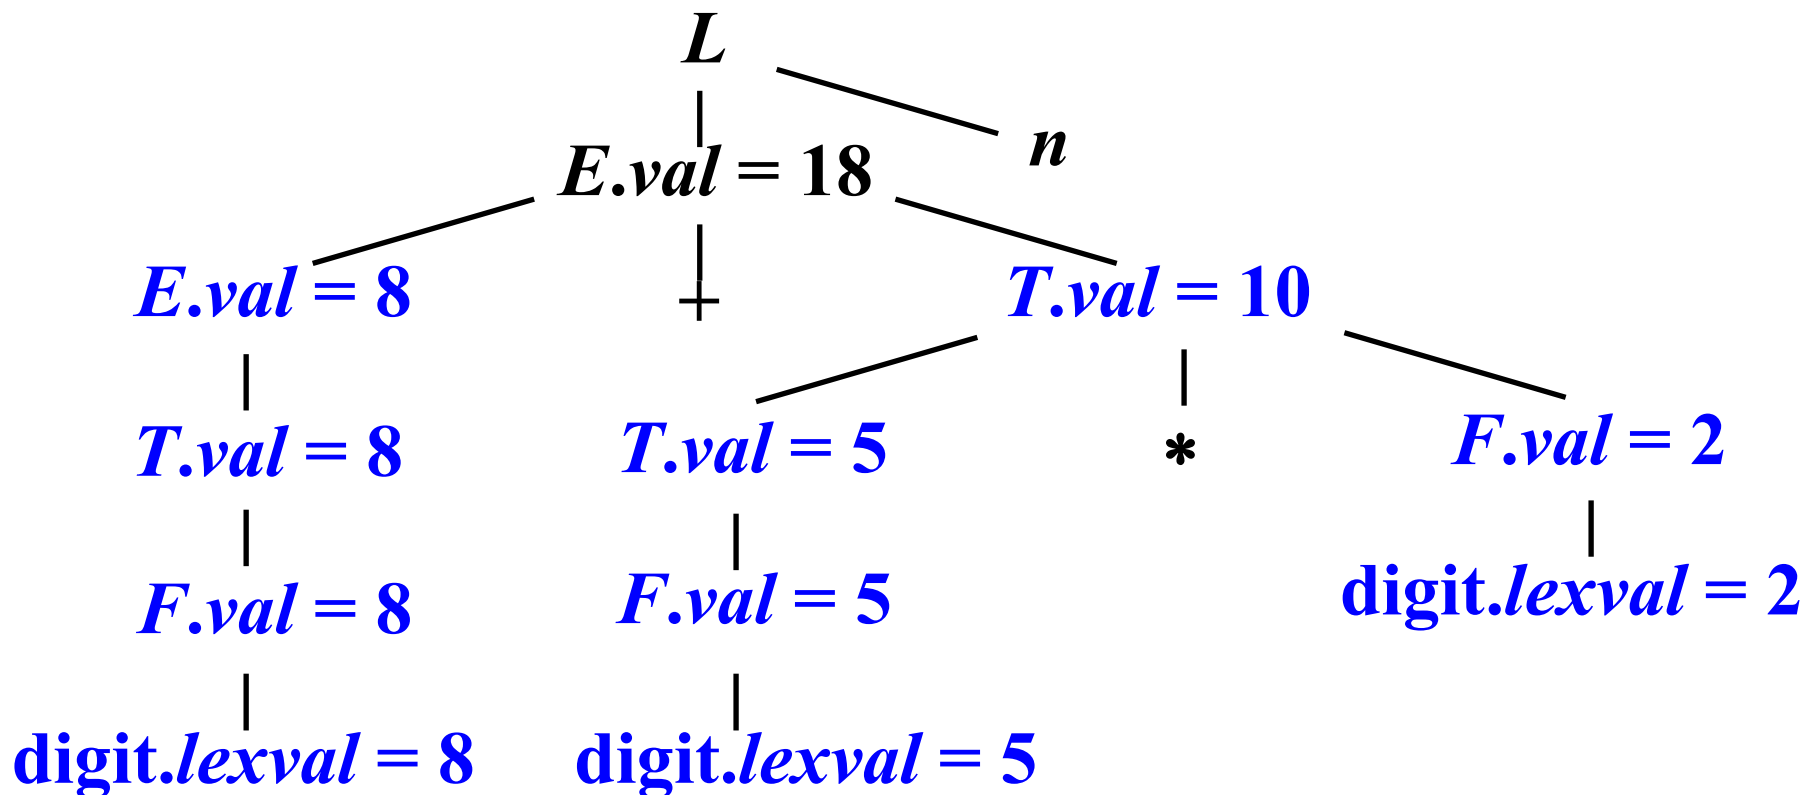 L
n
E.val = 18
E.val = 8
+
T.val = 10
T.val = 8
T.val = 5
*
F.val = 2
F.val = 8
F.val = 5
digit.lexval = 2
digit.lexval = 8
digit.lexval = 5